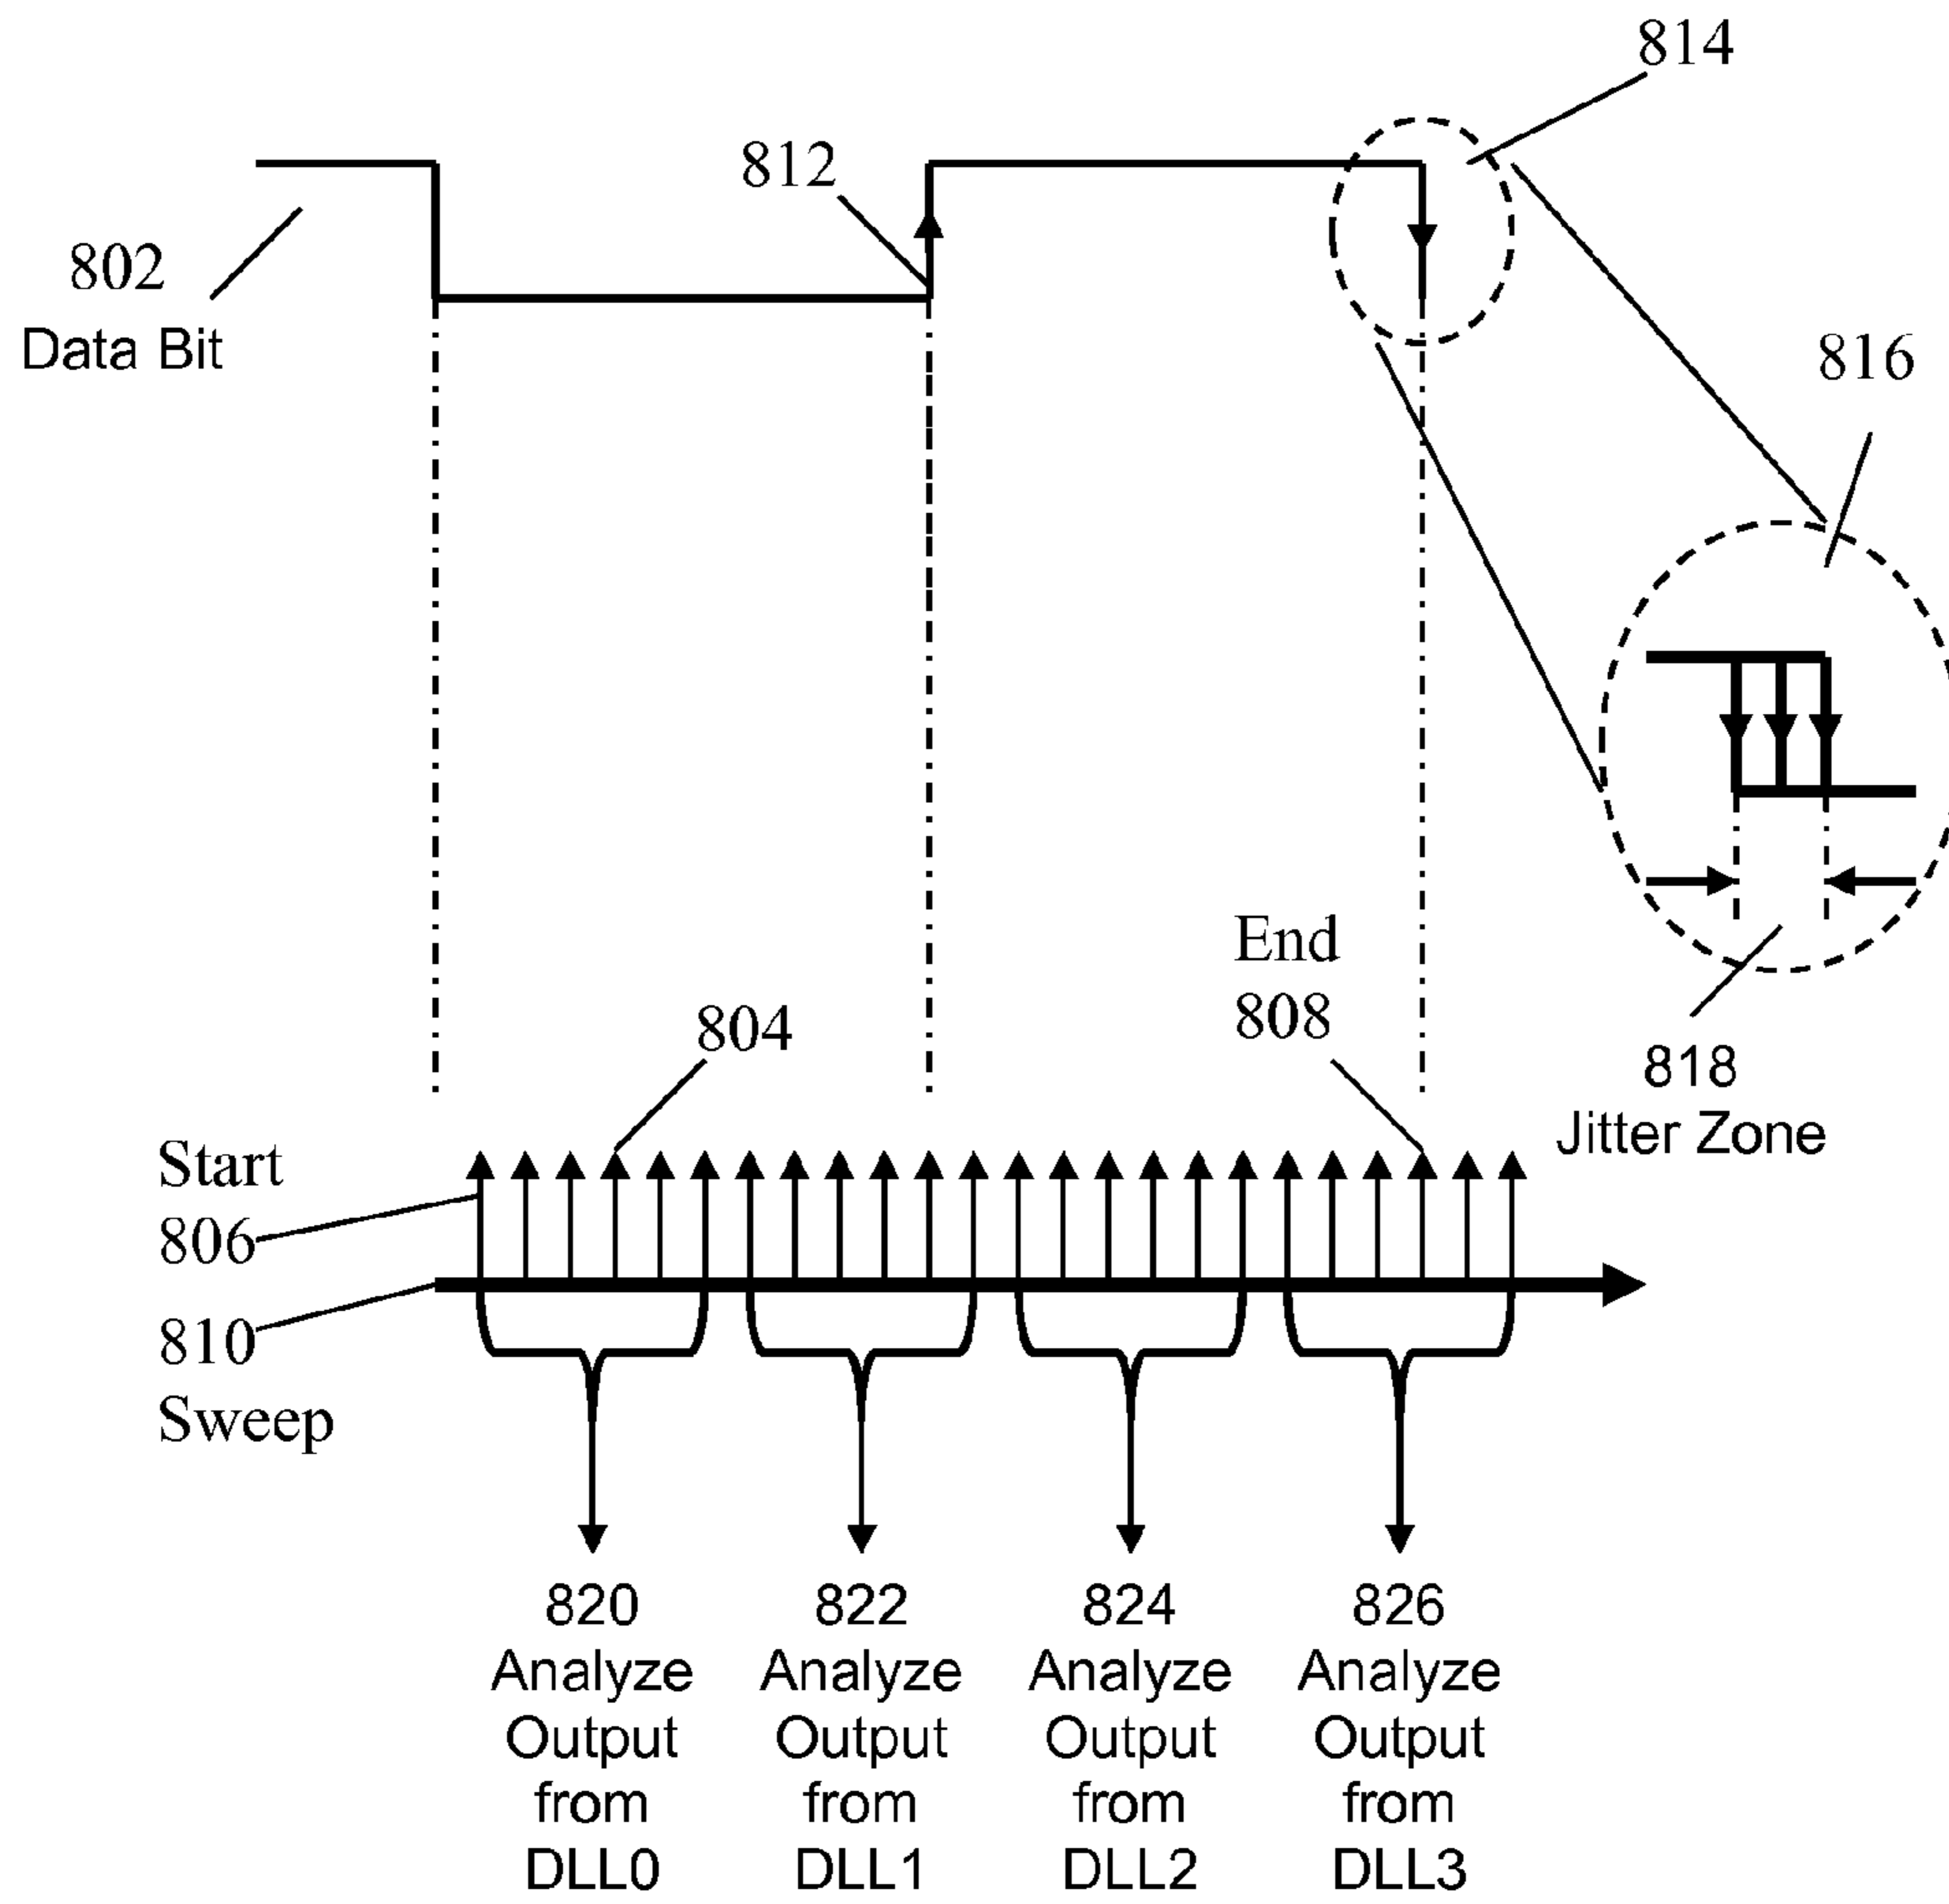 814
812
802
Data Bit
816
End
808
804
818
Jitter Zone
Start
806
810
Sweep
820
Analyze
Output
from
DLL0
822
Analyze
Output
from
DLL1
824
Analyze
Output
from
DLL2
826
Analyze
Output
from
DLL3